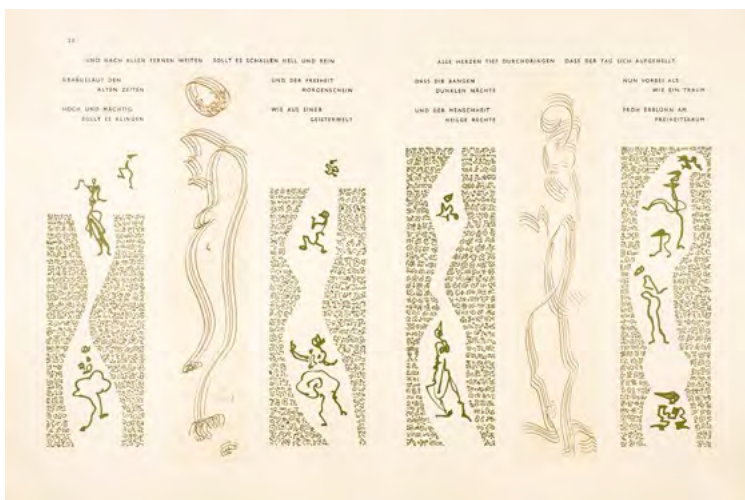 UND NACH ALLEN FERNEN WEITEN SOLLT ES SCHALLEN HELL UND REIN
GRABESLAUT DEN
ALTEN ZEITEN
HOCH UND MÄCHTIG
SOLLT ES KLINGEN
UND DER FREIHEIT
MORGENSCHEIN
WIE AUS EINER
GEISTERWELT
ALLE HERZEN TIEF DURCHDRINGEN DASS DER TAG SICH AUFGEHELLT
DASS DIE BANGEN
DUNKLEN NÄCHTE
UND DER MENSCHHEIT
HEILGE RECHTE
NUN VORBEI ALS
WIE EIN TRAUM
FROH ERBLÜHN AM
FREIHEITSBAUM